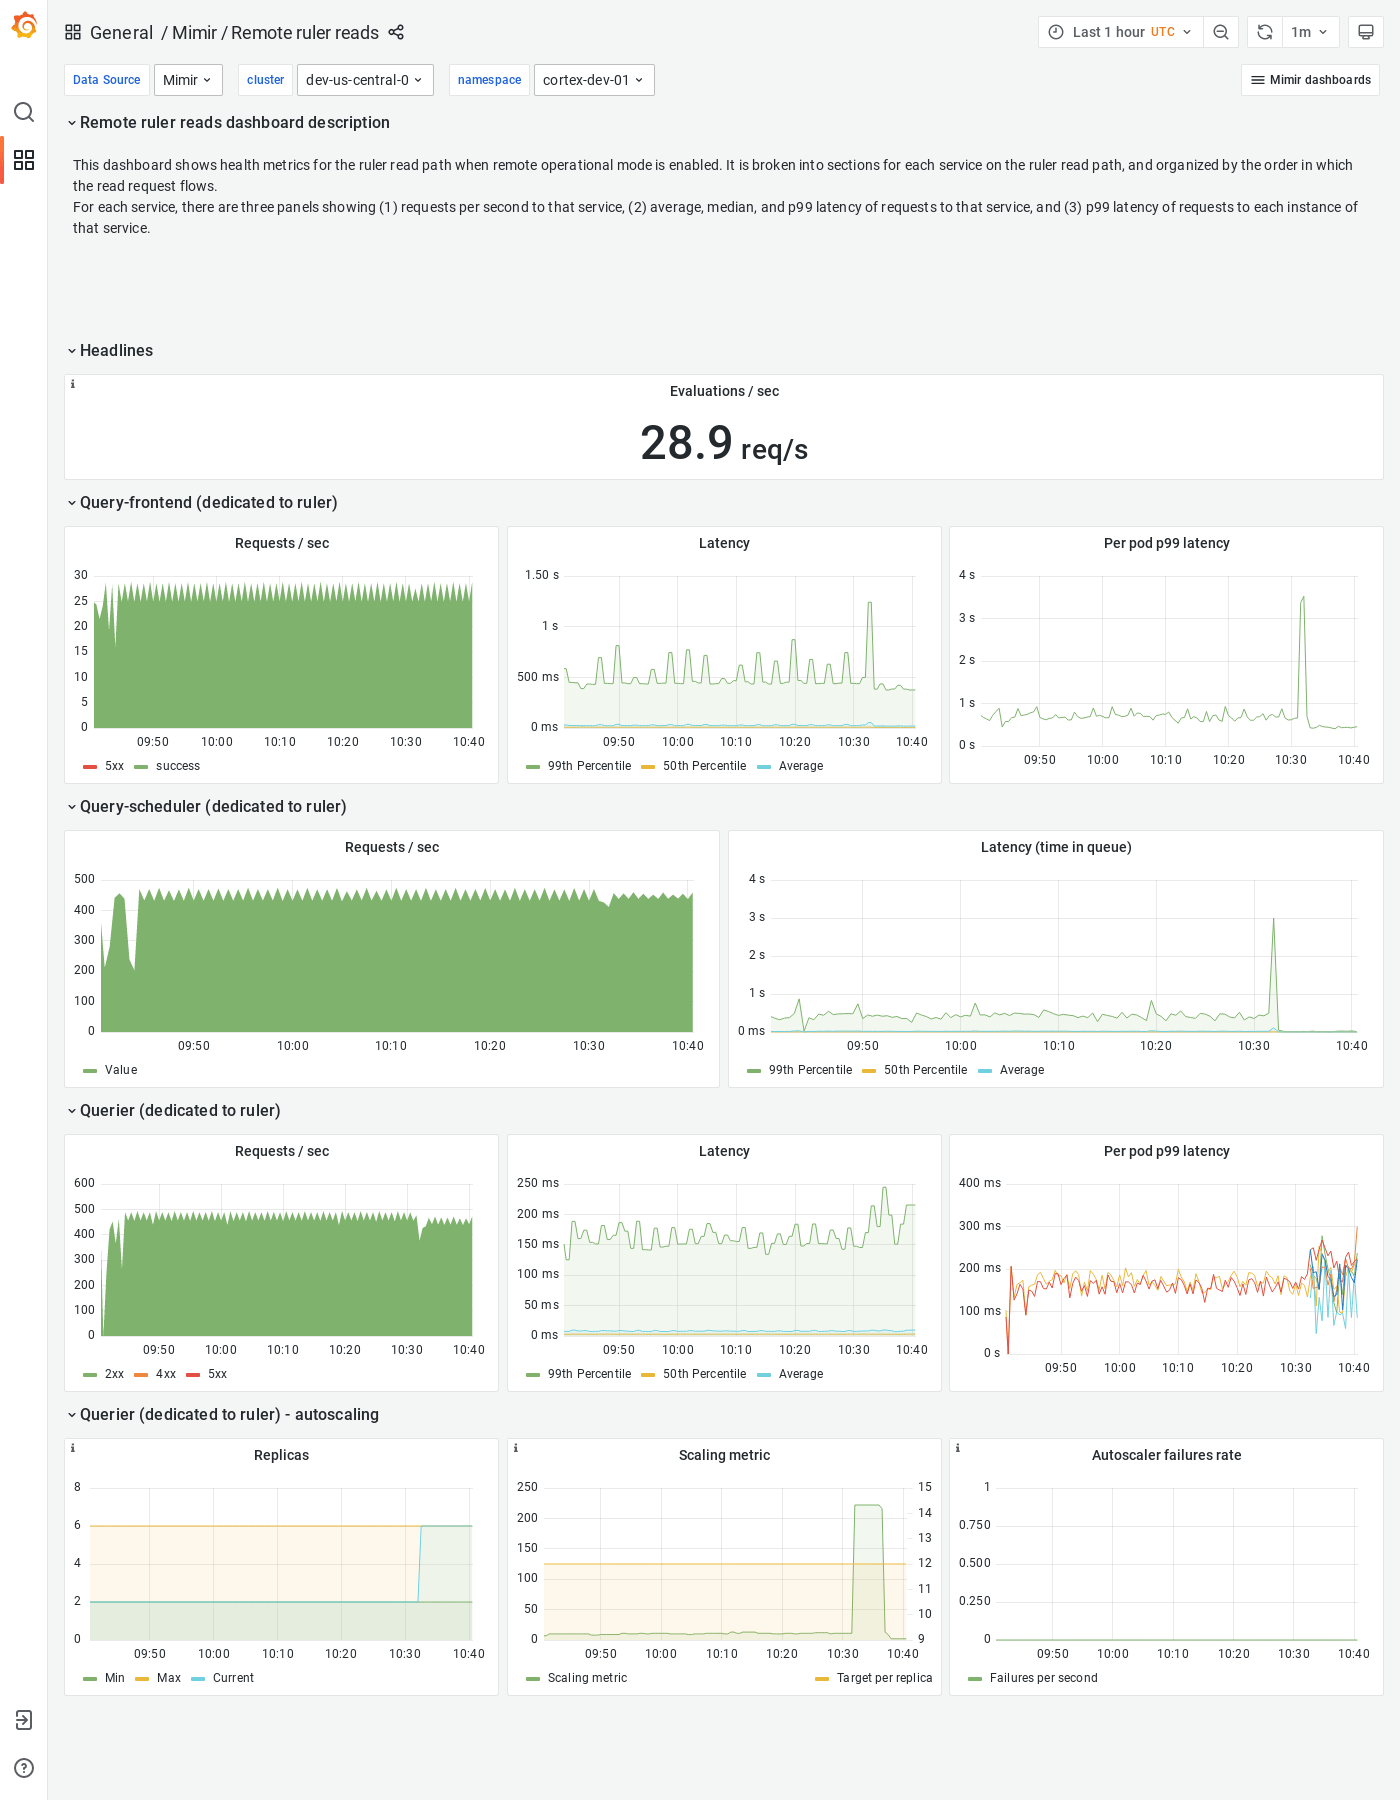 General / Mimir / Remote ruler reads
Last 1 hour UTC
1m
Data Source Mimir cluster dev-us-central-0 namespace cortex-dev-01
Mimir dashboards
Remote ruler reads dashboard description
This dashboard shows health metrics for the ruler read path when remote operational mode is enabled. It is broken into sections for each service on the ruler read path, and organized by the order in which
the read request flows.
For each service, there are three panels showing (1) requests per second to that service, (2) average, median, and p99 latency of requests to that service, and (3) p99 latency of requests to each instance of
that service.
Headlines
Evaluations / sec
28.9 req/s
Query-frontend (dedicated to ruler)
Requests / sec
30
25
20
15
10
5
0
09:50 10:00 10:10 10:20 10:30 10:40
5xx success
Latency
1.50 s
1 s
500 ms
0 ms
09:50 10:00 10:10 10:20 10:30 10:40
99th Percentile 50th Percentile Average
Per pod p99 latency
4 s
3 s
2 s
1 s
0 s
09:50 10:00 10:10 10:20 10:30 10:40
Query-scheduler (dedicated to ruler)
Requests / sec
500
400
300
200
100
0
09:50 10:00 10:10 10:20 10:30 10:40
Value
Latency (time in queue)
4 s
3 s
2 s
1 s
0 ms
09:50 10:00 10:10 10:20 10:30 10:40
99th Percentile 50th Percentile Average
Querier (dedicated to ruler)
Requests / sec
600
500
400
300
200
100
0
09:50 10:00 10:10 10:20 10:30 10:40
2xx 4xx 5xx
Latency
250 ms
200 ms
150 ms
100 ms
50 ms
0 ms
09:50 10:00 10:10 10:20 10:30 10:40
99th Percentile 50th Percentile Average
Per pod p99 latency
400 ms
300 ms
200 ms
100 ms
0 s
09:50 10:00 10:10 10:20 10:30 10:40
Querier (dedicated to ruler) - autoscaling
Replicas
8
6
4
2
0
09:50 10:00 10:10 10:20 10:30 10:40
Min Max Current
Scaling metric
250
200
150
100
50
0
15
14
13
12
11
10
9
09:50 10:00 10:10 10:20 10:30 10:40
Scaling metric Target per replica
Autoscaler failures rate
1
0.750
0.500
0.250
0
09:50 10:00 10:10 10:20 10:30 10:40
Failures per second